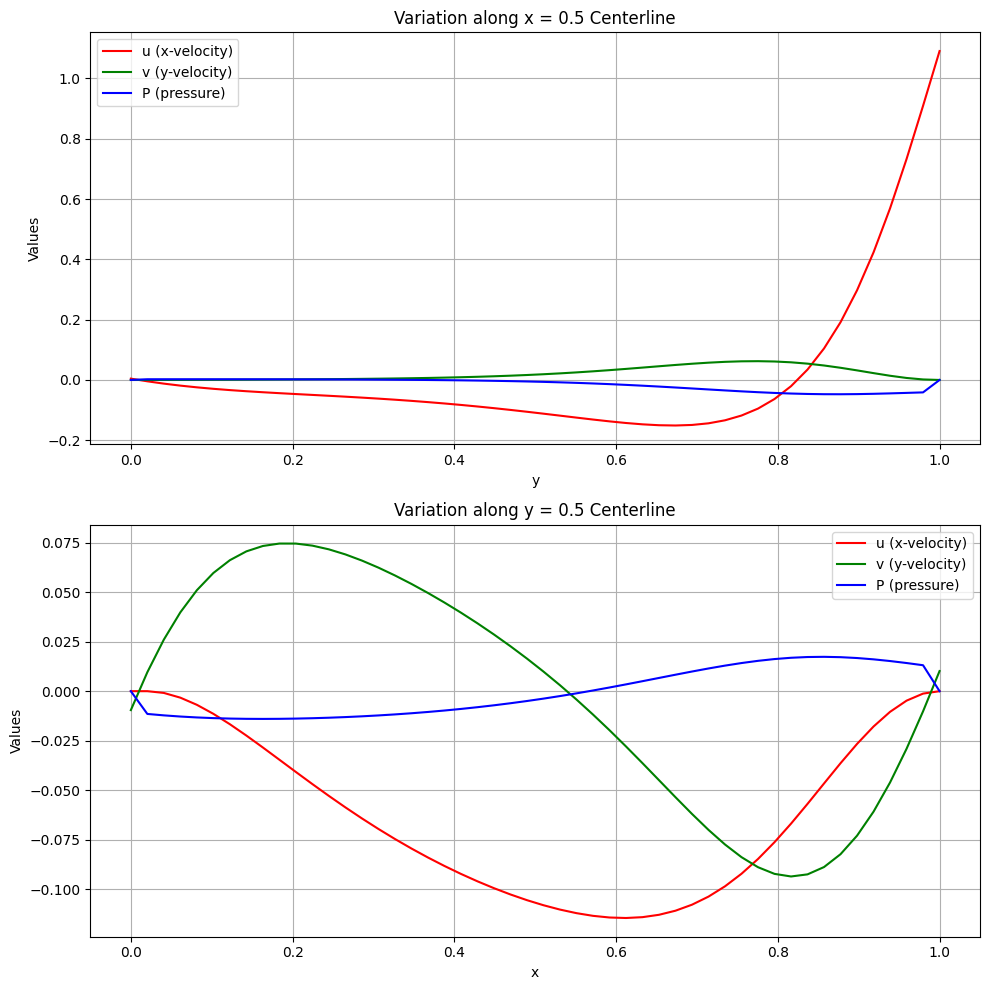 Variation along x = 0.5 Centerline
u (x-velocity)
v (y-velocity)
P (pressure)
Values
1.0
0.8
0.6
0.4
0.2
0.0
−0.2
0.0 0.2 0.4 0.6 0.8 1.0
y
Variation along y = 0.5 Centerline
u (x-velocity)
v (y-velocity)
P (pressure)
Values
0.075
0.050
0.025
0.000
−0.025
−0.050
−0.075
−0.100
0.0 0.2 0.4 0.6 0.8 1.0
x